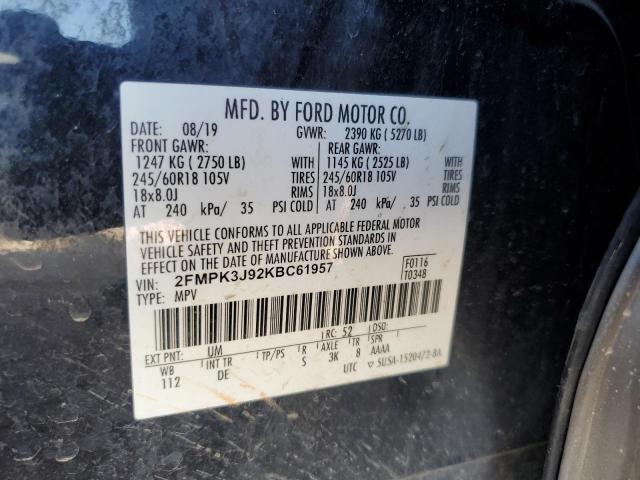 MFD. BY FORD MOTOR CO.
DATE: 08/19 GVWR: 2390 KG ( 5270 LB)
FRONT GAWR: REAR GAWR:
1247 KG ( 2750 LB) WITH 1145 KG ( 2525 LB) WITH
245/60R18 105V TIRES 245/60R18 105V TIRES
18x8.0J RIMS 18x8.0J RIMS
AT 240 kPa/ 35 PSI COLD AT 240 kPa/ 35 PSI COLD
THIS VEHICLE CONFORMS TO ALL APPLICABLE FEDERAL MOTOR
VEHICLE SAFETY AND THEFT PREVENTION STANDARDS IN
EFFECT ON THE DATE OF MANUFACTURE SHOWN ABOVE.
VIN: 2FMPK3J92KBC61957 F0116
TYPE: MPV T0348
EXT PNT: UM RC: 52 DSO:
WB INT TR TP/PS R AXLE TR SPR
112 DE S 3K 8 AAAA
UTC ▽ 5U5A-1520472-BA